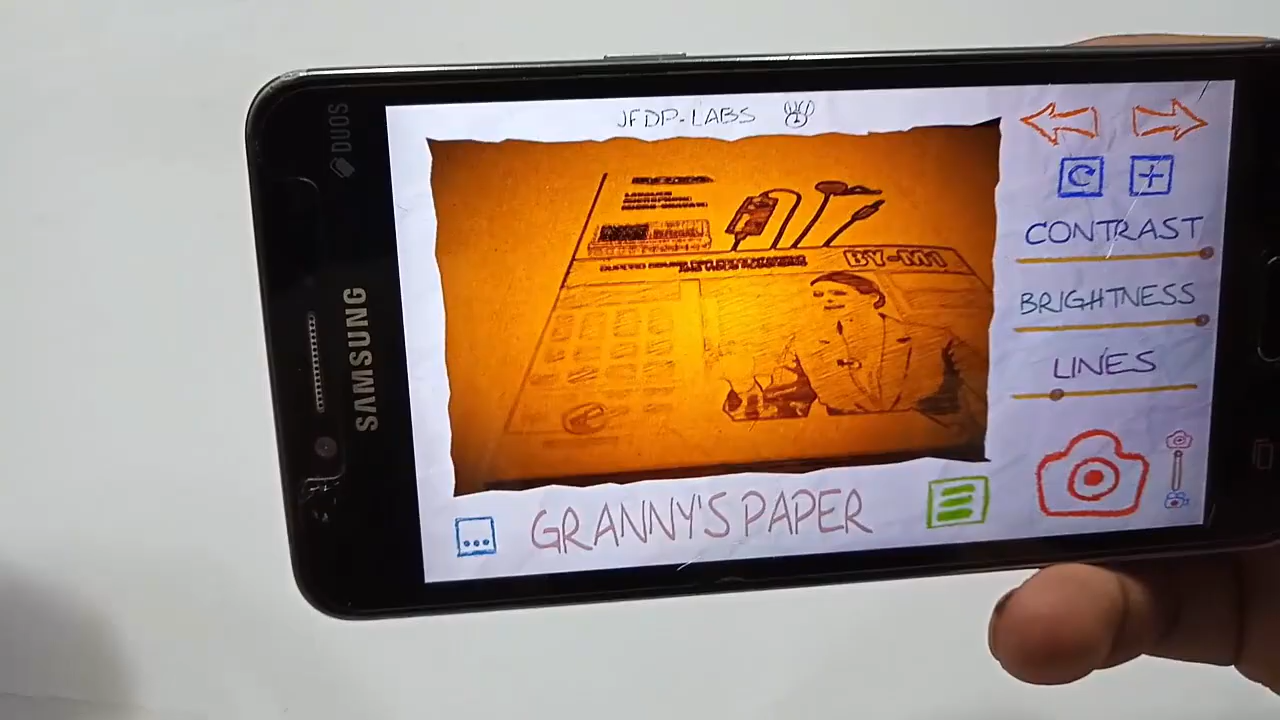 DUOS
SAMSUNG
JFDP-LABS
BY-M1
CONTRAST
BRIGHTNESS
LINES
GRANNY'S PAPER